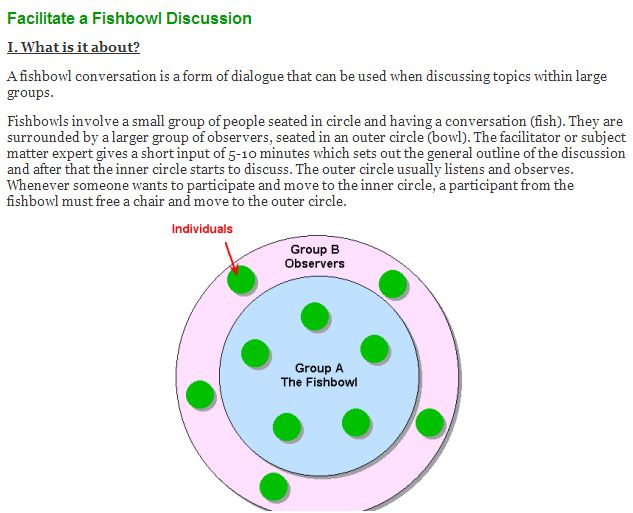 Facilitate a Fishbowl Discussion
I. What is it about?
A fishbowl conversation is a form of dialogue that can be used when discussing topics within large
groups.
Fishbowls involve a small group of people seated in circle and having a conversation (fish). They are
surrounded by a larger group of observers, seated in an outer circle (bowl). The facilitator or subject
matter expert gives a short input of 5-10 minutes which sets out the general outline of the discussion
and after that the inner circle starts to discuss. The outer circle usually listens and observes.
Whenever someone wants to participate and move to the inner circle, a participant from the
fishbowl must free a chair and move to the outer circle.
Individuals
Group B
Observers
Group A
The Fishbowl